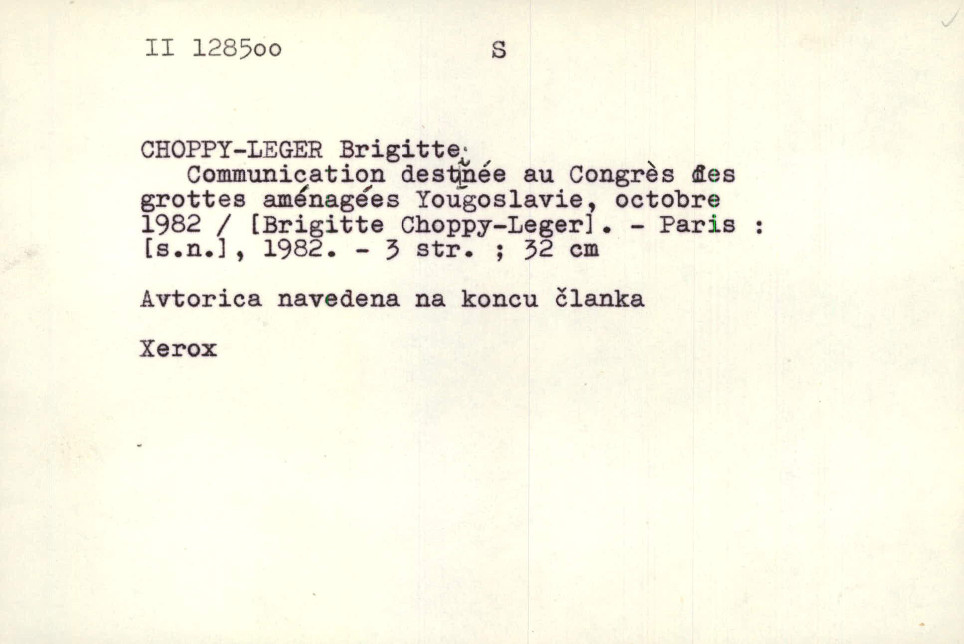 II 128500 S
CHOPPY-LEGER Brigitte.
Communication destinée au Congrès des
grottes aménagées Yougoslavie, octobre
1982 / [Brigitte Choppy-Leger]. - Paris :
[s.n.], 1982. - 3 str. ; 32 cm
Avtorica navedena na koncu članka
Xerox